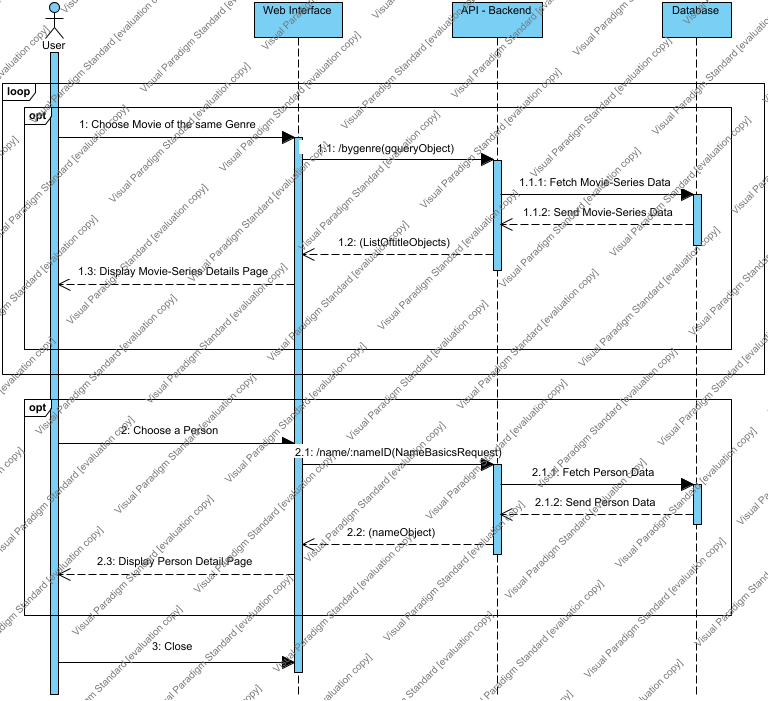 Web Interface
API - Backend
Database
User
loop
opt
1: Choose Movie of the same Genre
1.1: /bygenre(gqueryObject)
1.1.1: Fetch Movie-Series Data
1.1.2: Send Movie-Series Data
1.2: (ListOftitleObjects)
1.3: Display Movie-Series Details Page
opt
2: Choose a Person
2.1: /name/:nameID(NameBasicsRequest)
2.1.1: Fetch Person Data
2.1.2: Send Person Data
2.2: (nameObject)
2.3: Display Person Detail Page
3: Close
Visual Paradigm Standard [evaluation copy]